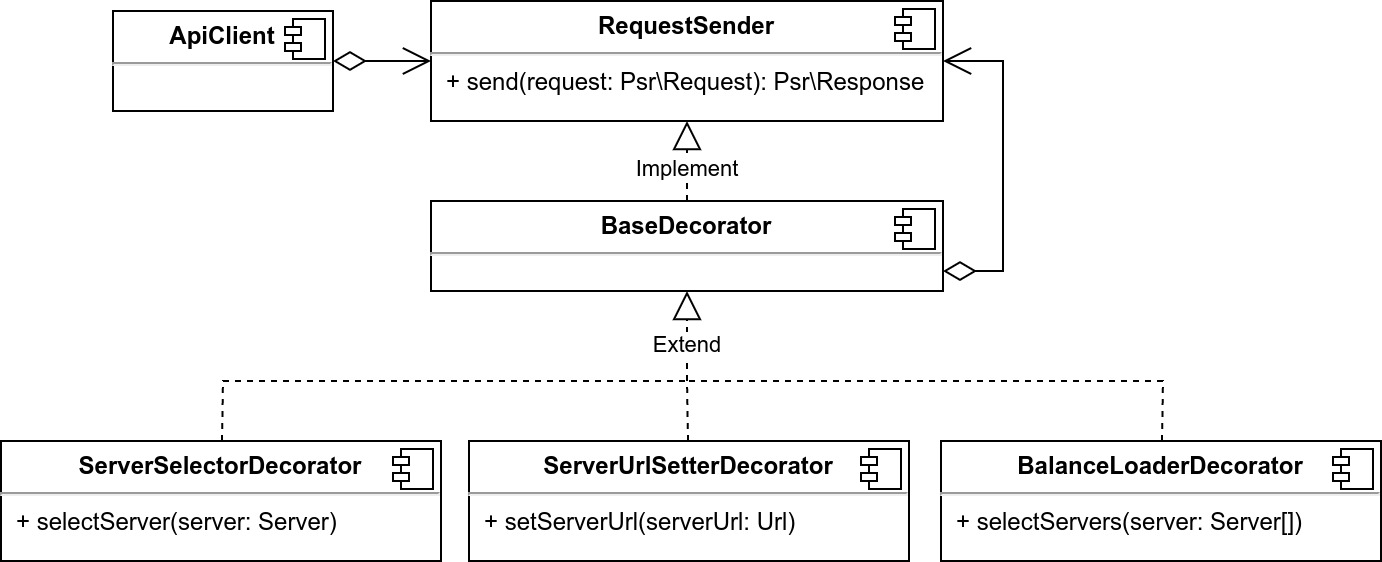 ApiClient
RequestSender
+ send(request: Psr\Request): Psr\Response
Implement
BaseDecorator
Extend
ServerSelectorDecorator
+ selectServer(server: Server)
ServerUrlSetterDecorator
+ setServerUrl(serverUrl: Url)
BalanceLoaderDecorator
+ selectServers(server: Server[])